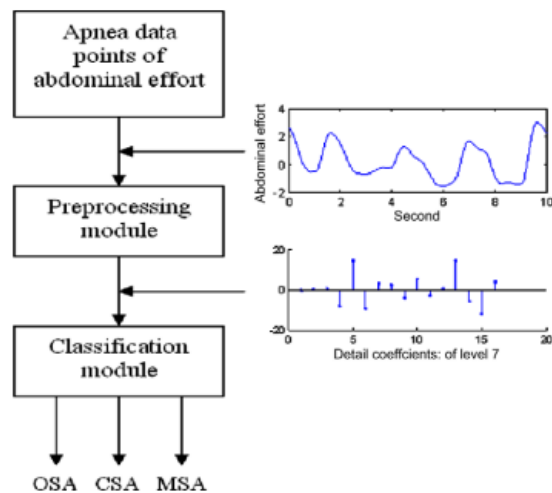 Apnea data
points of
abdominal effort
Abdominal effort
4
2
0
-2
0 2 4 6 8 10
Second
Preprocessing
module
20
0
-20
0 5 10 15 20
Detail coeffcients: of level 7
Classification
module
OSA CSA MSA